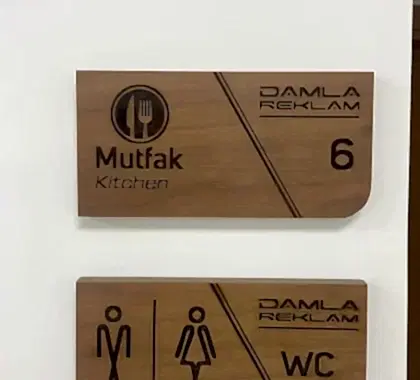 DAMLA
REKLAM
Mutfak
Kitchen
6
DAMLA
REKLAM
WC